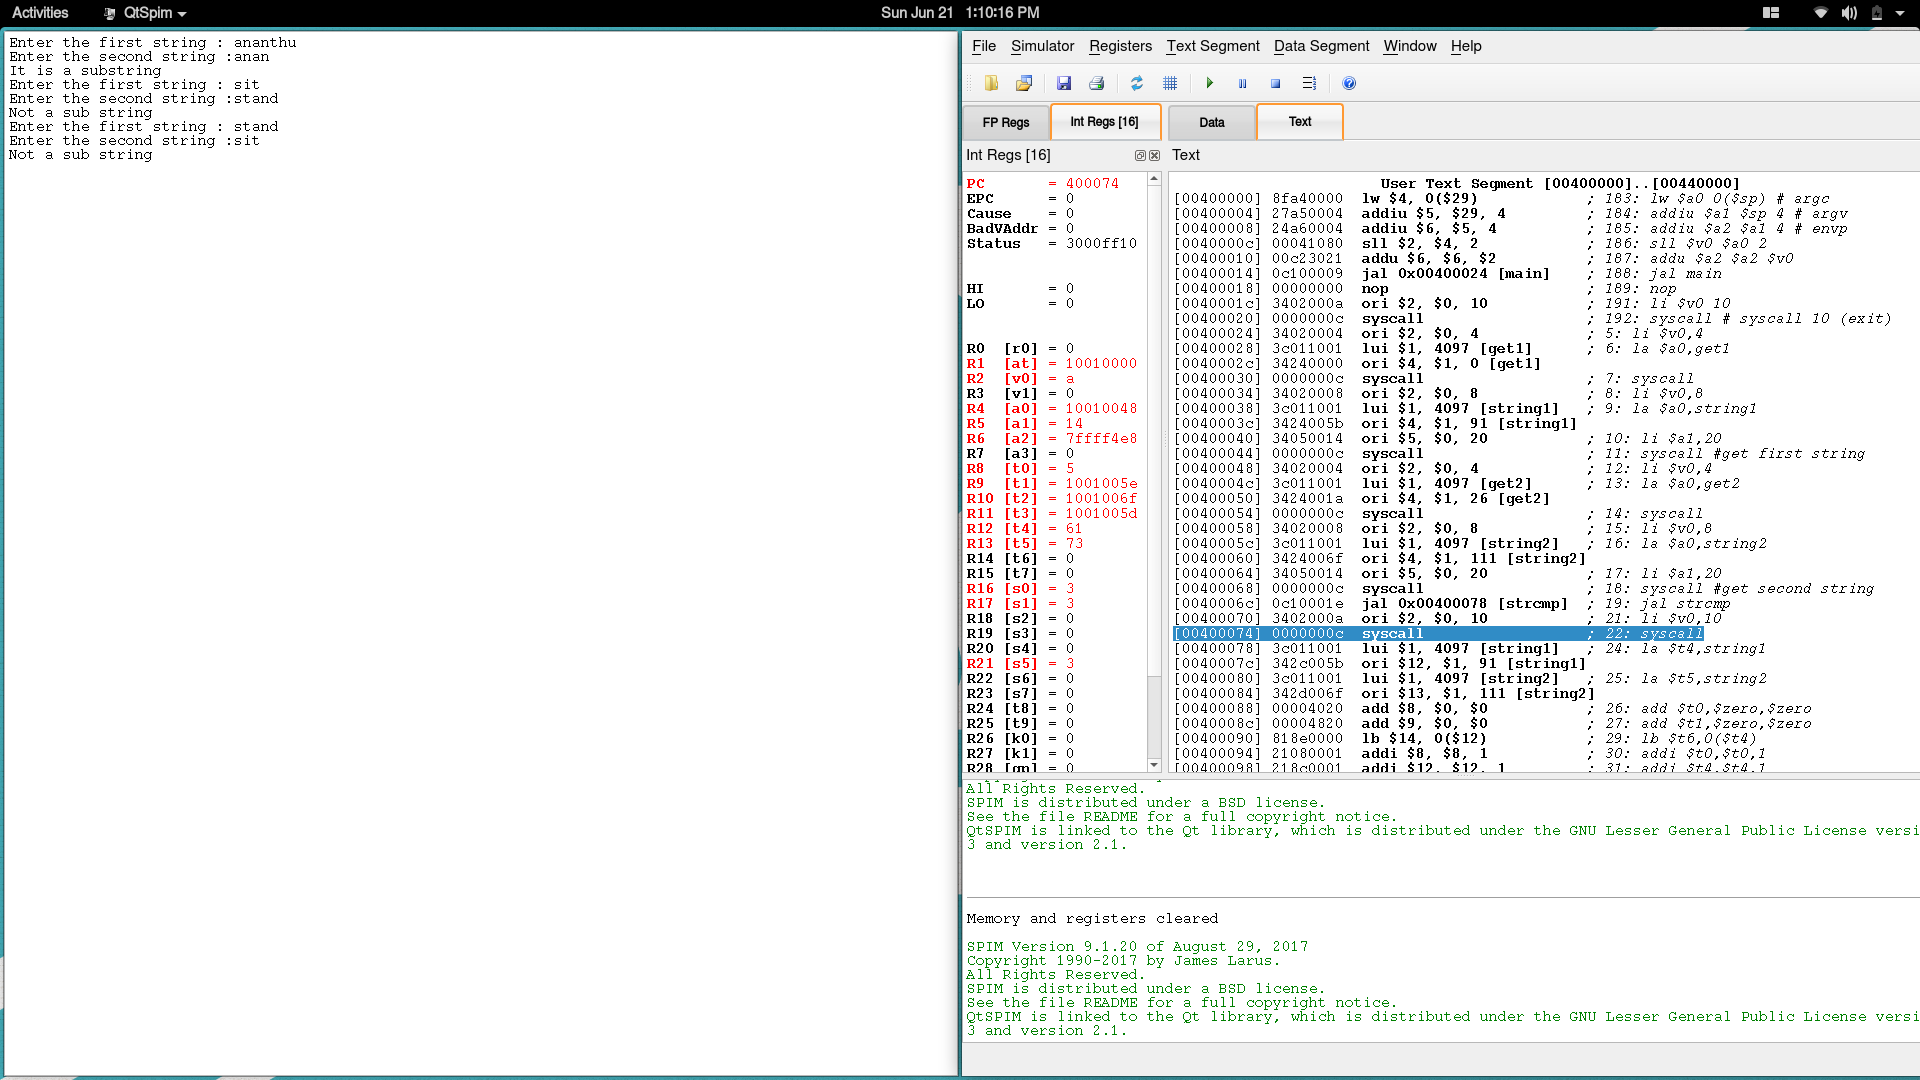 Activities QtSpim Sun Jun 21 1:10:16 PM
Enter the first string : ananthu
Enter the second string :anan
It is a substring
Enter the first string : sit
Enter the second string :stand
Not a sub string
Enter the first string : stand
Enter the second string :sit
Not a sub string
File Simulator Registers Text Segment Data Segment Window Help
FP Regs Int Regs [16] Data Text
Int Regs [16]
PC = 400074
EPC = 0
Cause = 0
BadVAddr = 0
Status = 3000ff10
HI = 0
LO = 0
R0 [r0] = 0
R1 [at] = 10010000
R2 [v0] = a
R3 [v1] = 0
R4 [a0] = 10010048
R5 [a1] = 14
R6 [a2] = 7ffff4e8
R7 [a3] = 0
R8 [t0] = 5
R9 [t1] = 1001005e
R10 [t2] = 1001006f
R11 [t3] = 1001005d
R12 [t4] = 61
R13 [t5] = 73
R14 [t6] = 0
R15 [t7] = 0
R16 [s0] = 3
R17 [s1] = 3
R18 [s2] = 0
R19 [s3] = 0
R20 [s4] = 0
R21 [s5] = 3
R22 [s6] = 0
R23 [s7] = 0
R24 [t8] = 0
R25 [t9] = 0
R26 [k0] = 0
R27 [k1] = 0
R28 [gp] = 0
Text
User Text Segment [00400000]..[00440000]
[00400000] 8fa40000 lw $4, 0($29) ; 183: lw $a0 0($sp) # argc
[00400004] 27a50004 addiu $5, $29, 4 ; 184: addiu $a1 $sp 4 # argv
[00400008] 24a60004 addiu $6, $5, 4 ; 185: addiu $a2 $a1 4 # envp
[0040000c] 00041080 sll $2, $4, 2 ; 186: sll $v0 $a0 2
[00400010] 00c23021 addu $6, $6, $2 ; 187: addu $a2 $a2 $v0
[00400014] 0c100009 jal 0x00400024 [main] ; 188: jal main
[00400018] 00000000 nop ; 189: nop
[0040001c] 3402000a ori $2, $0, 10 ; 191: li $v0 10
[00400020] 0000000c syscall ; 192: syscall # syscall 10 (exit)
[00400024] 34020004 ori $2, $0, 4 ; 5: li $v0,4
[00400028] 3c011001 lui $1, 4097 [get1] ; 6: la $a0,get1
[0040002c] 34240000 ori $4, $1, 0 [get1]
[00400030] 0000000c syscall ; 7: syscall
[00400034] 34020008 ori $2, $0, 8 ; 8: li $v0,8
[00400038] 3c011001 lui $1, 4097 [string1] ; 9: la $a0,string1
[0040003c] 3424005b ori $4, $1, 91 [string1]
[00400040] 34050014 ori $5, $0, 20 ; 10: li $a1,20
[00400044] 0000000c syscall ; 11: syscall #get first string
[00400048] 34020004 ori $2, $0, 4 ; 12: li $v0,4
[0040004c] 3c011001 lui $1, 4097 [get2] ; 13: la $a0,get2
[00400050] 3424001a ori $4, $1, 26 [get2]
[00400054] 0000000c syscall ; 14: syscall
[00400058] 34020008 ori $2, $0, 8 ; 15: li $v0,8
[0040005c] 3c011001 lui $1, 4097 [string2] ; 16: la $a0,string2
[00400060] 3424006f ori $4, $1, 111 [string2]
[00400064] 34050014 ori $5, $0, 20 ; 17: li $a1,20
[00400068] 0000000c syscall ; 18: syscall #get second string
[0040006c] 0c10001e jal 0x00400078 [strcmp] ; 19: jal strcmp
[00400070] 3402000a ori $2, $0, 10 ; 21: li $v0,10
[00400074] 0000000c syscall ; 22: syscall
[00400078] 3c011001 lui $1, 4097 [string1] ; 24: la $t4,string1
[0040007c] 342c005b ori $12, $1, 91 [string1]
[00400080] 3c011001 lui $1, 4097 [string2] ; 25: la $t5,string2
[00400084] 342d006f ori $13, $1, 111 [string2]
[00400088] 00004020 add $8, $0, $0 ; 26: add $t0,$zero,$zero
[0040008c] 00004820 add $9, $0, $0 ; 27: add $t1,$zero,$zero
[00400090] 818e0000 lb $14, 0($12) ; 29: lb $t6,0($t4)
[00400094] 21080001 addi $8, $8, 1 ; 30: addi $t0,$t0,1
[00400098] 218c0001 addi $12, $12, 1 ; 31: addi $t4,$t4,1
All Rights Reserved.
SPIM is distributed under a BSD license.
See the file README for a full copyright notice.
QtSPIM is linked to the Qt library, which is distributed under the GNU Lesser General Public License versi
3 and version 2.1.
Memory and registers cleared
SPIM Version 9.1.20 of August 29, 2017
Copyright 1990-2017 by James Larus.
All Rights Reserved.
SPIM is distributed under a BSD license.
See the file README for a full copyright notice.
QtSPIM is linked to the Qt library, which is distributed under the GNU Lesser General Public License versi
3 and version 2.1.